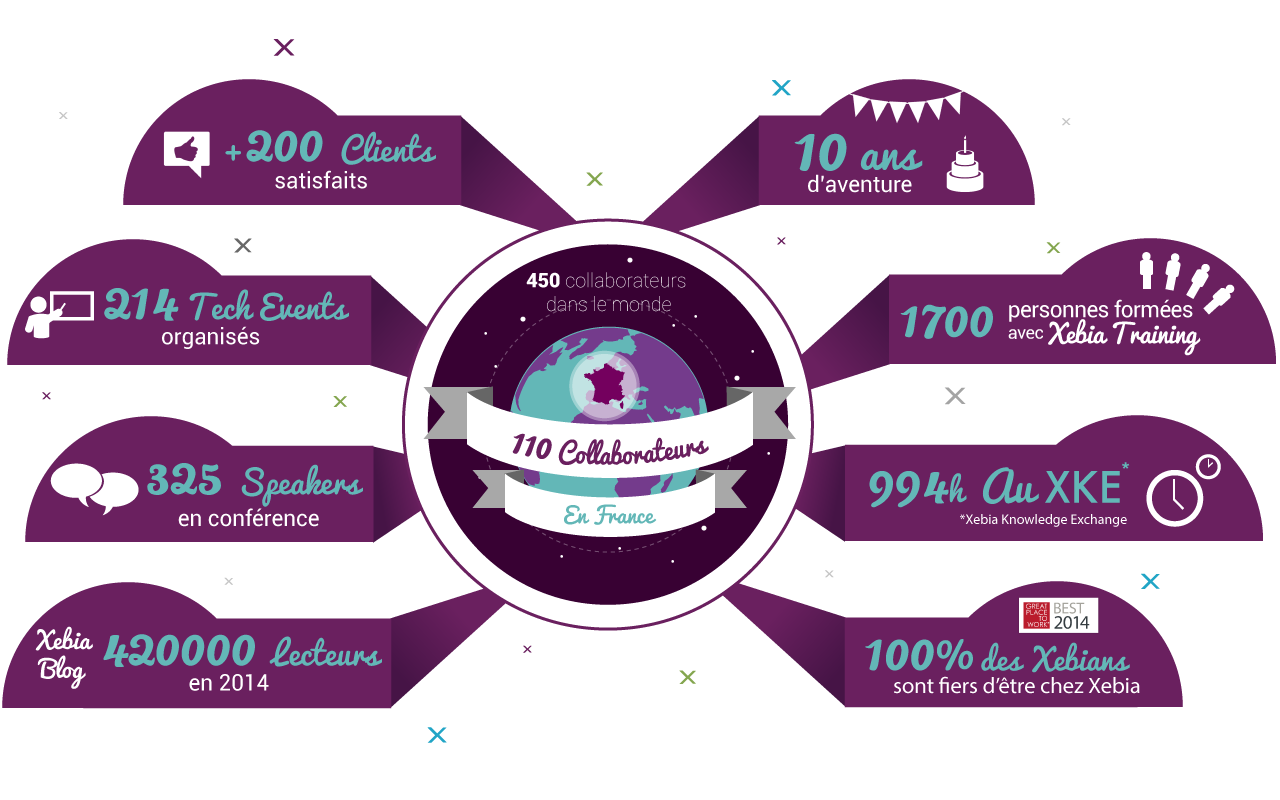 +200 Clients
satisfaits
10 ans
d'aventure
214 Tech Events
organisés
450 collaborateurs
dans le monde
1700 personnes formées
avec Xebia Training
110 Collaborateurs
En France
325 Speakers
en conférence
994h Au XKE*
*Xebia Knowledge Exchange
Xebia
Blog
420000 Lecteurs
en 2014
GREAT
PLACE
TO
WORK
BEST
2014
100% des Xebians
sont fiers d'être chez Xebia